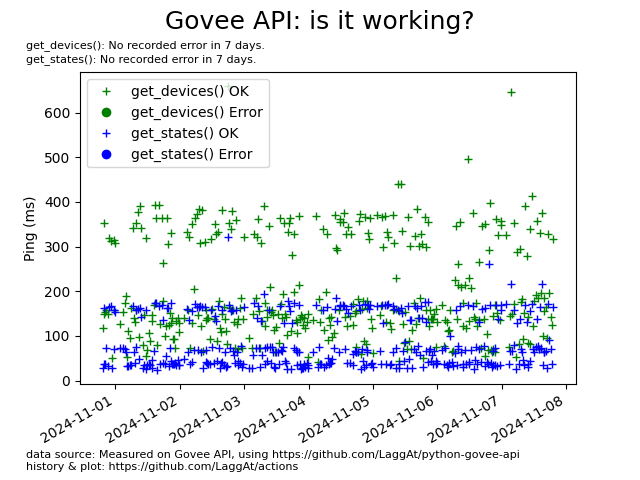 Govee API: is it working?
get_devices(): No recorded error in 7 days.
get_states(): No recorded error in 7 days.
get_devices() OK
get_devices() Error
get_states() OK
get_states() Error
Ping (ms)
600
500
400
300
200
100
0
2024-11-01
2024-11-02
2024-11-03
2024-11-04
2024-11-05
2024-11-06
2024-11-07
2024-11-08
data source: Measured on Govee API, using https://github.com/LaggAt/python-govee-api
history & plot: https://github.com/LaggAt/actions